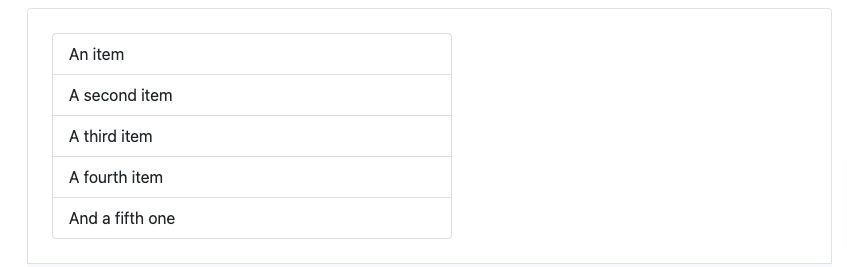 An item
A second item
A third item
A fourth item
And a fifth one